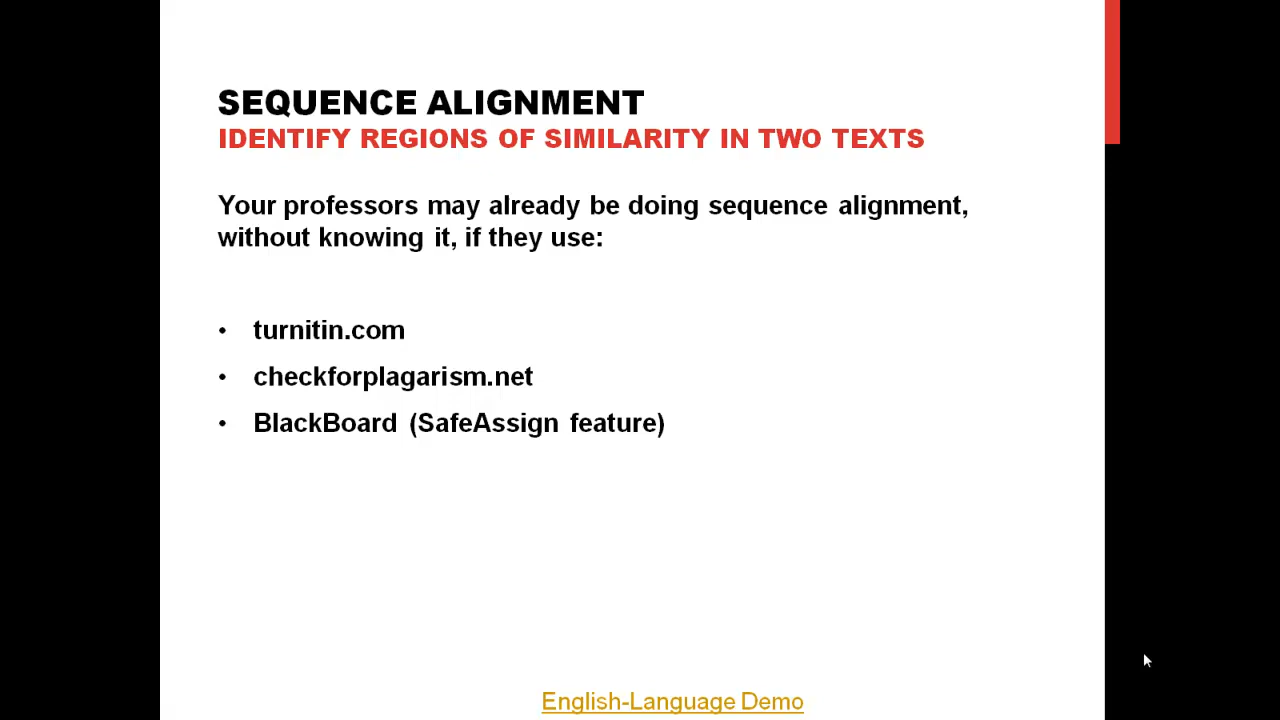 SEQUENCE ALIGNMENT
IDENTIFY REGIONS OF SIMILARITY IN TWO TEXTS
Your professors may already be doing sequence alignment,
without knowing it, if they use:
• turnitin.com
• checkforplagarism.net
• BlackBoard (SafeAssign feature)
English-Language Demo